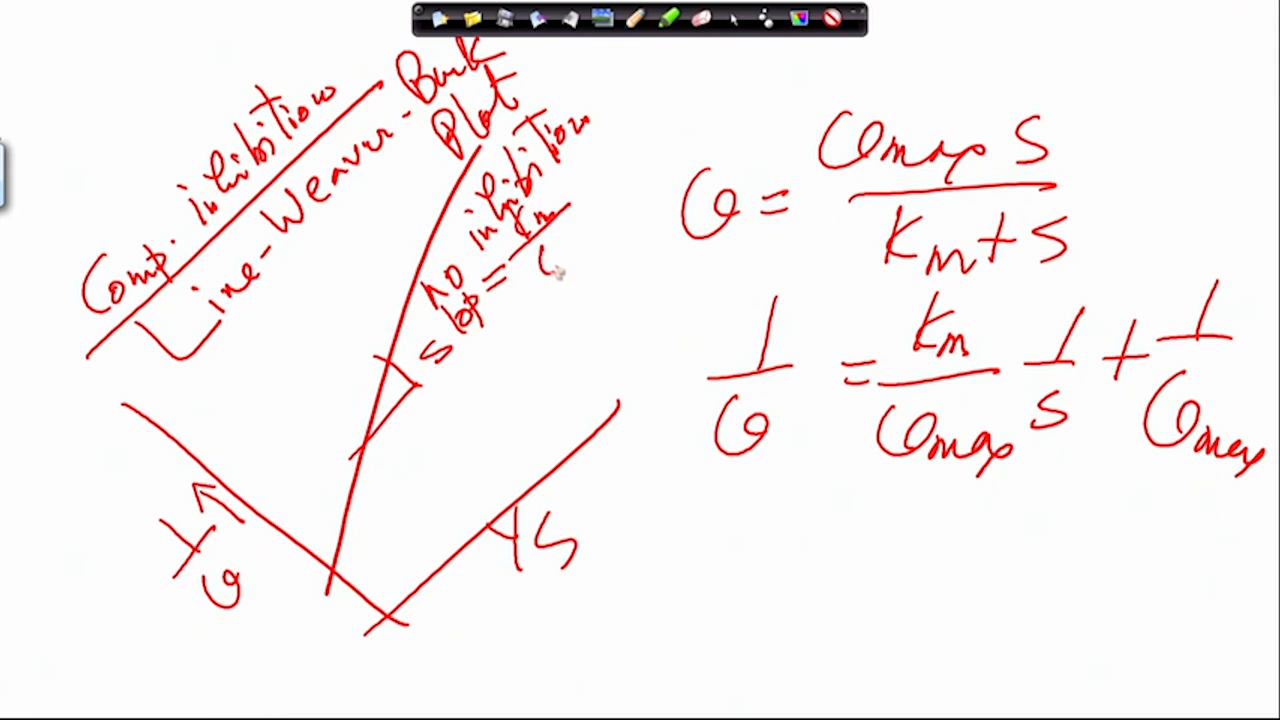 Comp. inhibition
Line-Weaver-Burk
Plot
no inhibition
slop = Km
1/v
1/s
v = vmax s / Km + s
1/v = Km/vmax 1/s + 1/vmax